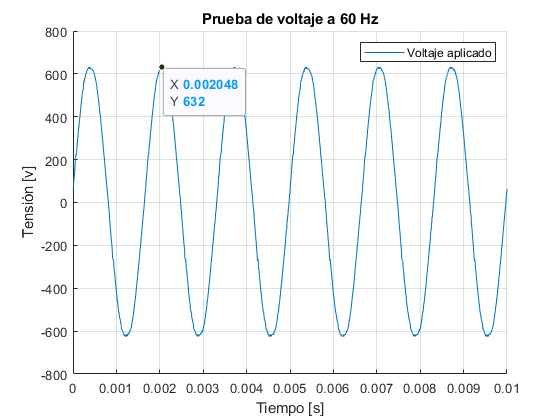 Prueba de voltaje a 60 Hz
800
600
400
200
0
-200
-400
-600
-800
Tensión [v]
Voltaje aplicado
X 0.002048
Y 632
0 0.001 0.002 0.003 0.004 0.005 0.006 0.007 0.008 0.009 0.01
Tiempo [s]